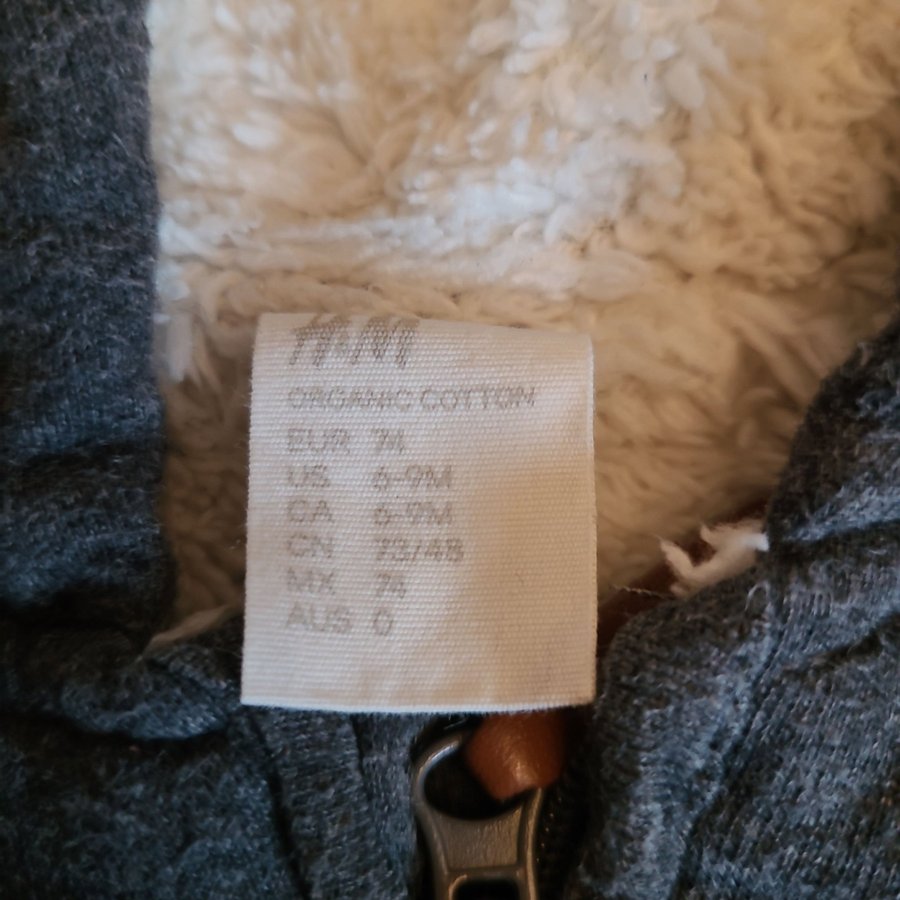 H&M
ORGANIC COTTON
EUR 74
US 6-9M
CA 6-9M
CN 73/48
MX 74
AUS 0